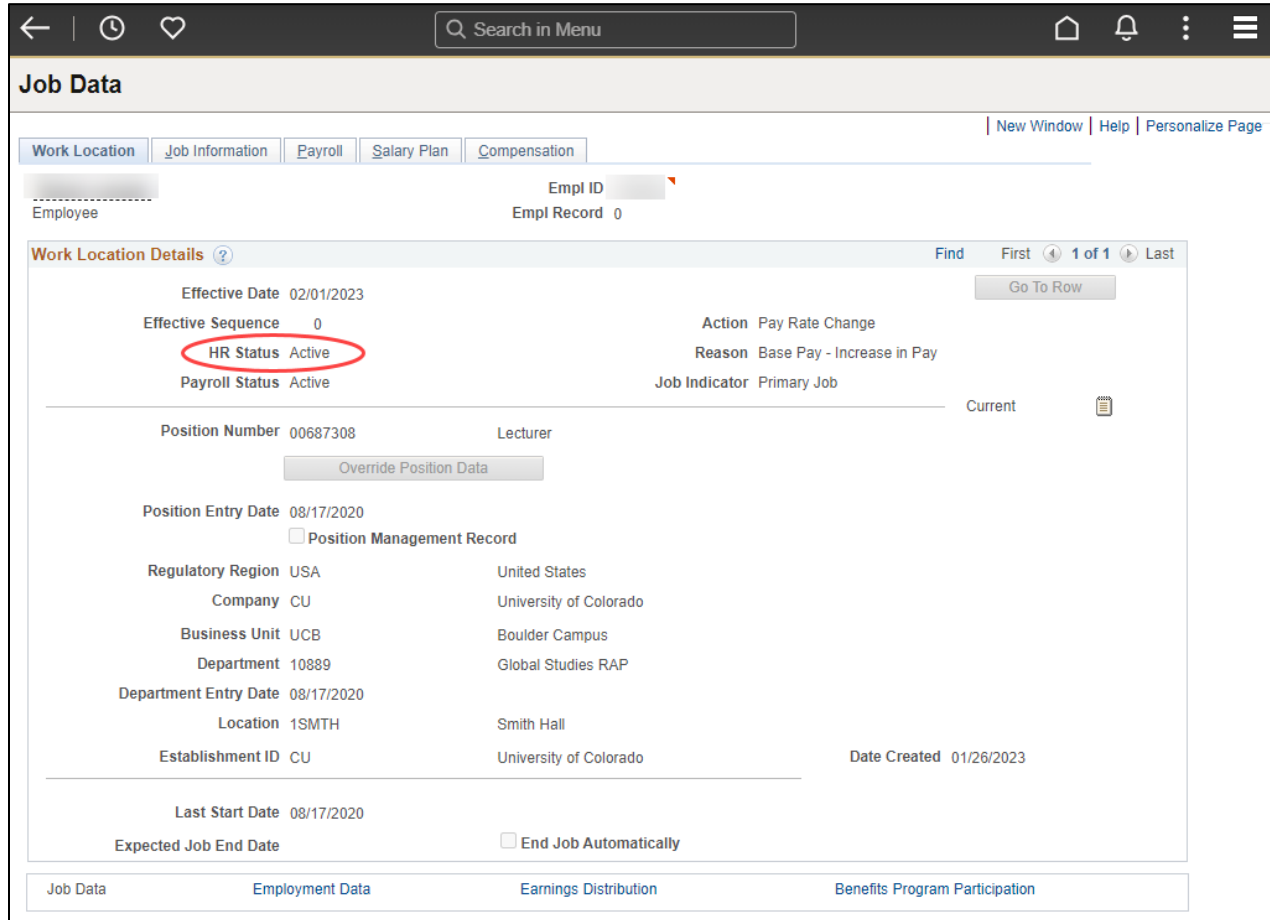 Search in Menu
Job Data
New Window | Help | Personalize Page
Work Location Job Information Payroll Salary Plan Compensation
Empl ID
Employee Empl Record 0
Work Location Details ? Find First 1 of 1 Last
Effective Date 02/01/2023 Go To Row
Effective Sequence 0 Action Pay Rate Change
HR Status Active Reason Base Pay - Increase in Pay
Payroll Status Active Job Indicator Primary Job
Current
Position Number 00687308 Lecturer
Override Position Data
Position Entry Date 08/17/2020
Position Management Record
Regulatory Region USA United States
Company CU University of Colorado
Business Unit UCB Boulder Campus
Department 10889 Global Studies RAP
Department Entry Date 08/17/2020
Location 1SMTH Smith Hall
Establishment ID CU University of Colorado Date Created 01/26/2023
Last Start Date 08/17/2020
Expected Job End Date End Job Automatically
Job Data Employment Data Earnings Distribution Benefits Program Participation